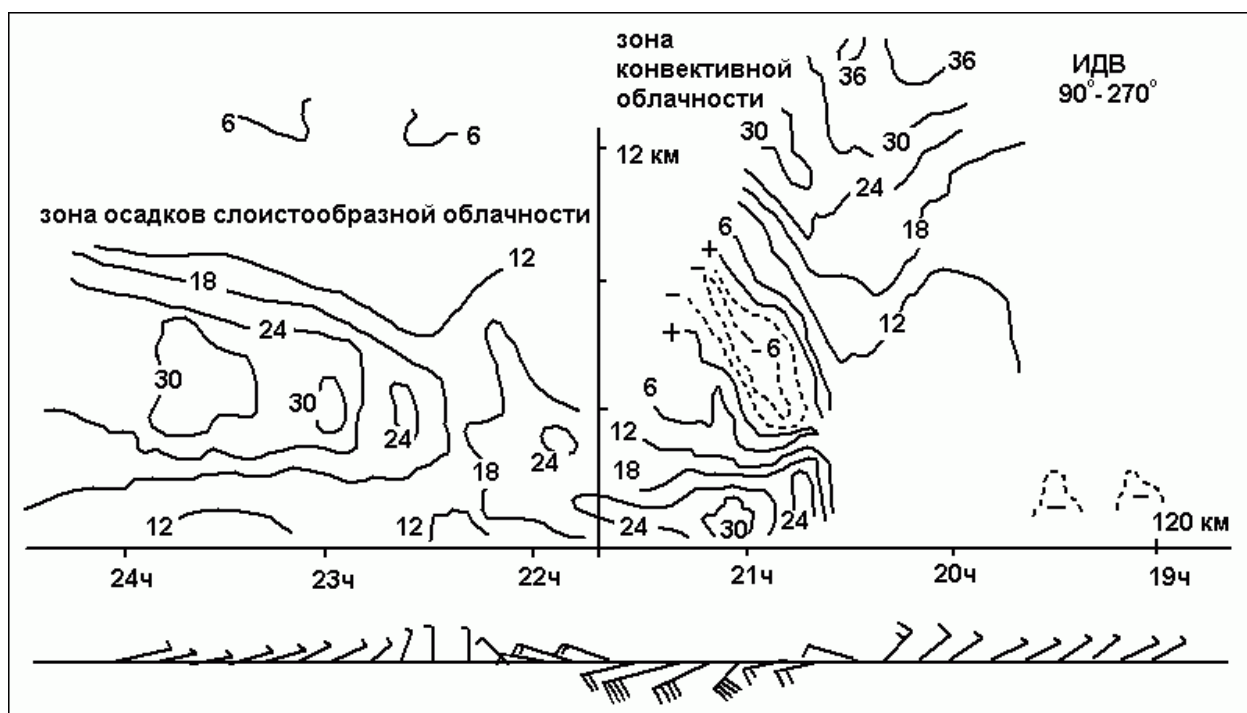 зона
конвективной
облачности
36
36
ИДВ
90°- 270°
6
6
30
12 км
30
24
зона осадков слоистообразной облачности
18
6
+
12
18
-
24
-
12
+
- 6
30
30
6
24
12
24
18
18
24
30
24
12
12
-
-
120 км
24ч
23ч
22ч
21ч
20ч
19ч